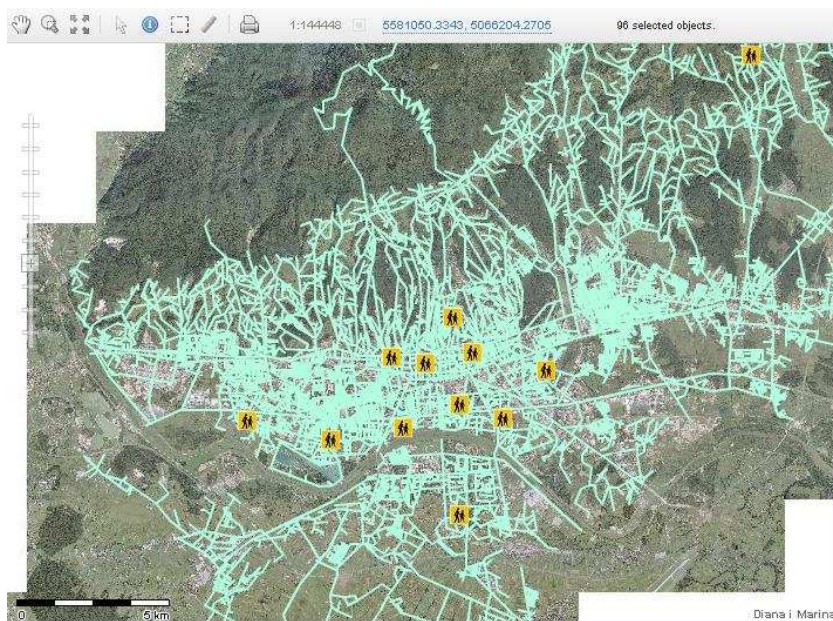 1:144448 5581050.3343, 5066204.2705 96 selected objects.
0 5 km
Diana i Marina